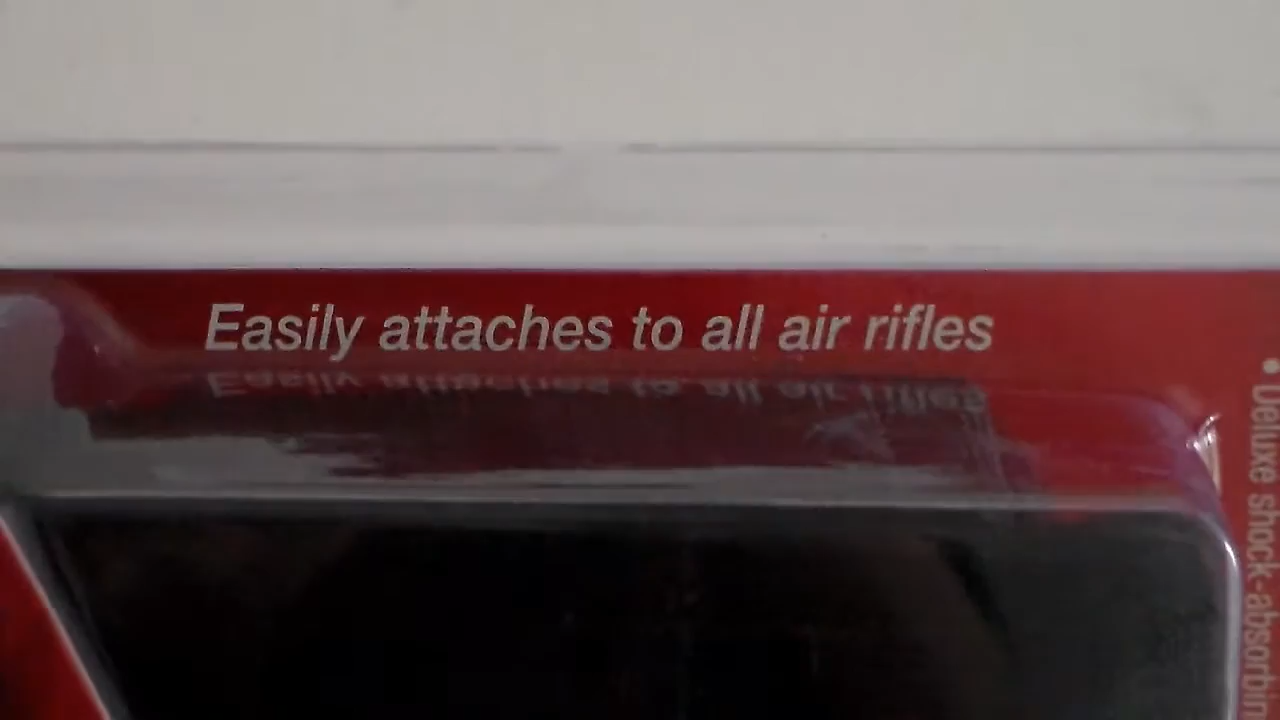 Easily attaches to all air rifles
• Deluxe shock-absorbin